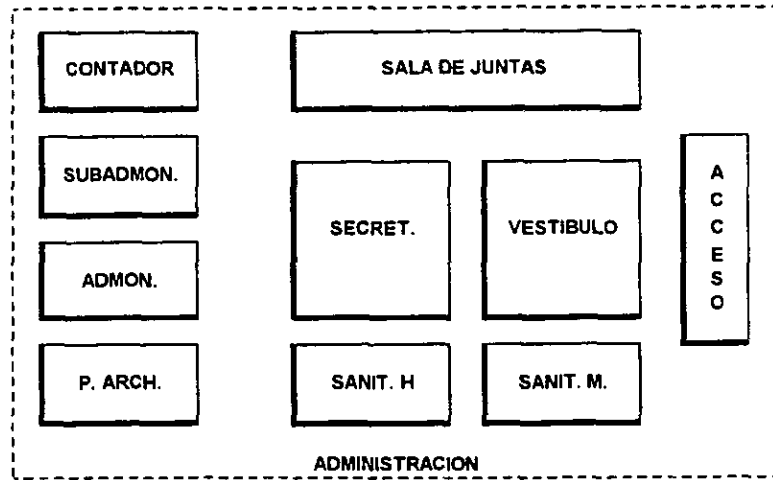 CONTADOR
SALA DE JUNTAS
SUBADMON.
SECRET.
VESTIBULO
A
C
C
E
S
O
ADMON.
P. ARCH.
SANIT. H
SANIT. M.
ADMINISTRACION